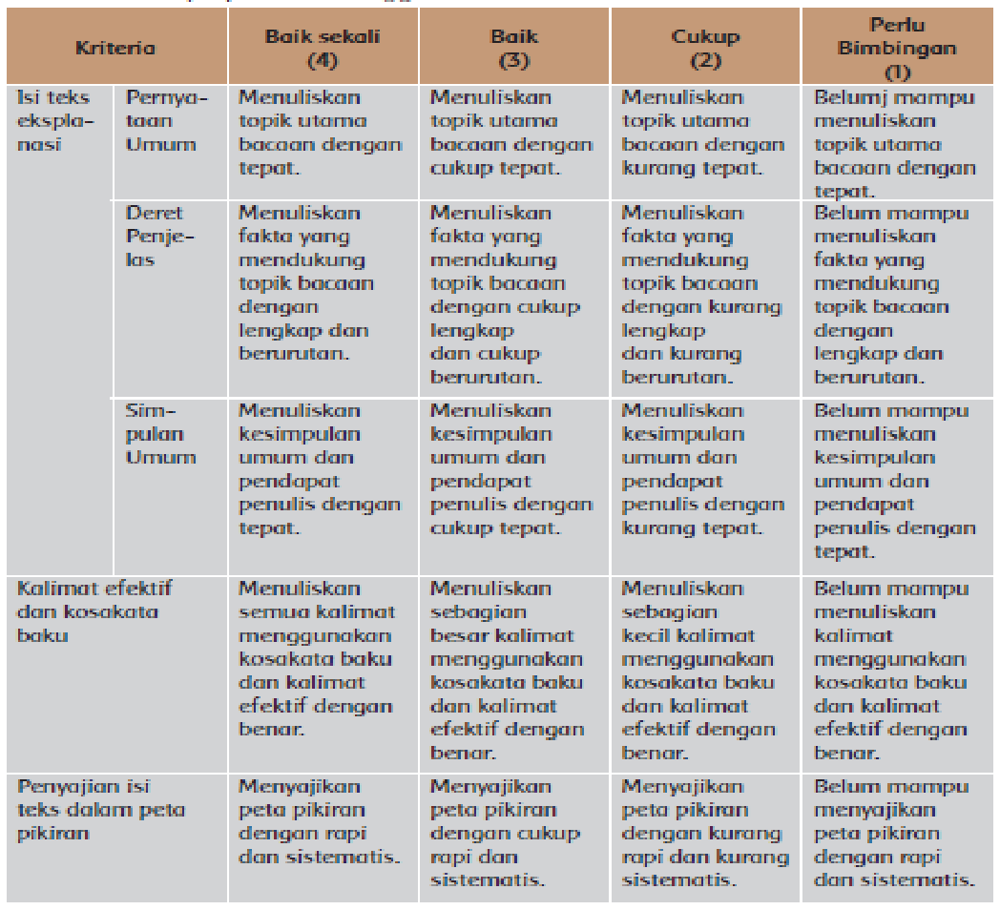 Kriteria
Baik sekali
(4)
Baik
(3)
Cukup
(2)
Perlu
Bimbingan
(1)
Isi teks
ekspla-
nasi
Pernya-
taan
Umum
Menuliskan
topik utama
bacaan dengan
tepat.
Menuliskan
topik utama
bacaan dengan
cukup tepat.
Menuliskan
topik utama
bacaan dengan
kurang tepat.
Belumj mampu
menuliskan
topik utama
bacaan dengan
tepat.
Deret
Penje-
las
Menuliskan
fakta yang
mendukung
topik bacaan
dengan
lengkap dan
berurutan.
Menuliskan
fakta yang
mendukung
topik bacaan
dengan cukup
lengkap
dan cukup
berurutan.
Menuliskan
fakta yang
mendukung
topik bacaan
dengan kurang
lengkap
dan kurang
berurutan.
Belum mampu
menuliskan
fakta yang
mendukung
topik bacaan
dengan
lengkap dan
berurutan.
Sim-
pulan
Umum
Menuliskan
kesimpulan
umum dan
pendapat
penulis dengan
tepat.
Menuliskan
kesimpulan
umum dan
pendapat
penulis dengan
cukup tepat.
Menuliskan
kesimpulan
umum dan
pendapat
penulis dengan
kurang tepat.
Belum mampu
menuliskan
kesimpulan
umum dan
pendapat
penulis dengan
tepat.
Kalimat efektif
dan kosakata
baku
Menuliskan
semua kalimat
menggunakan
kosakata baku
dan kalimat
efektif dengan
benar.
Menuliskan
sebagian
besar kalimat
menggunakan
kosakata baku
dan kalimat
efektif dengan
benar.
Menuliskan
sebagian
kecil kalimat
menggunakan
kosakata baku
dan kalimat
efektif dengan
benar.
Belum mampu
menuliskan
kalimat
menggunakan
kosakata baku
dan kalimat
efektif dengan
benar.
Penyajian isi
teks dalam peta
pikiran
Menyajikan
peta pikiran
dengan rapi
dan sistematis.
Menyajikan
peta pikiran
dengan cukup
rapi dan
sistematis.
Menyajikan
peta pikiran
dengan kurang
rapi dan kurang
sistematis.
Belum mampu
menyajikan
peta pikiran
dengan rapi
dan sistematis.